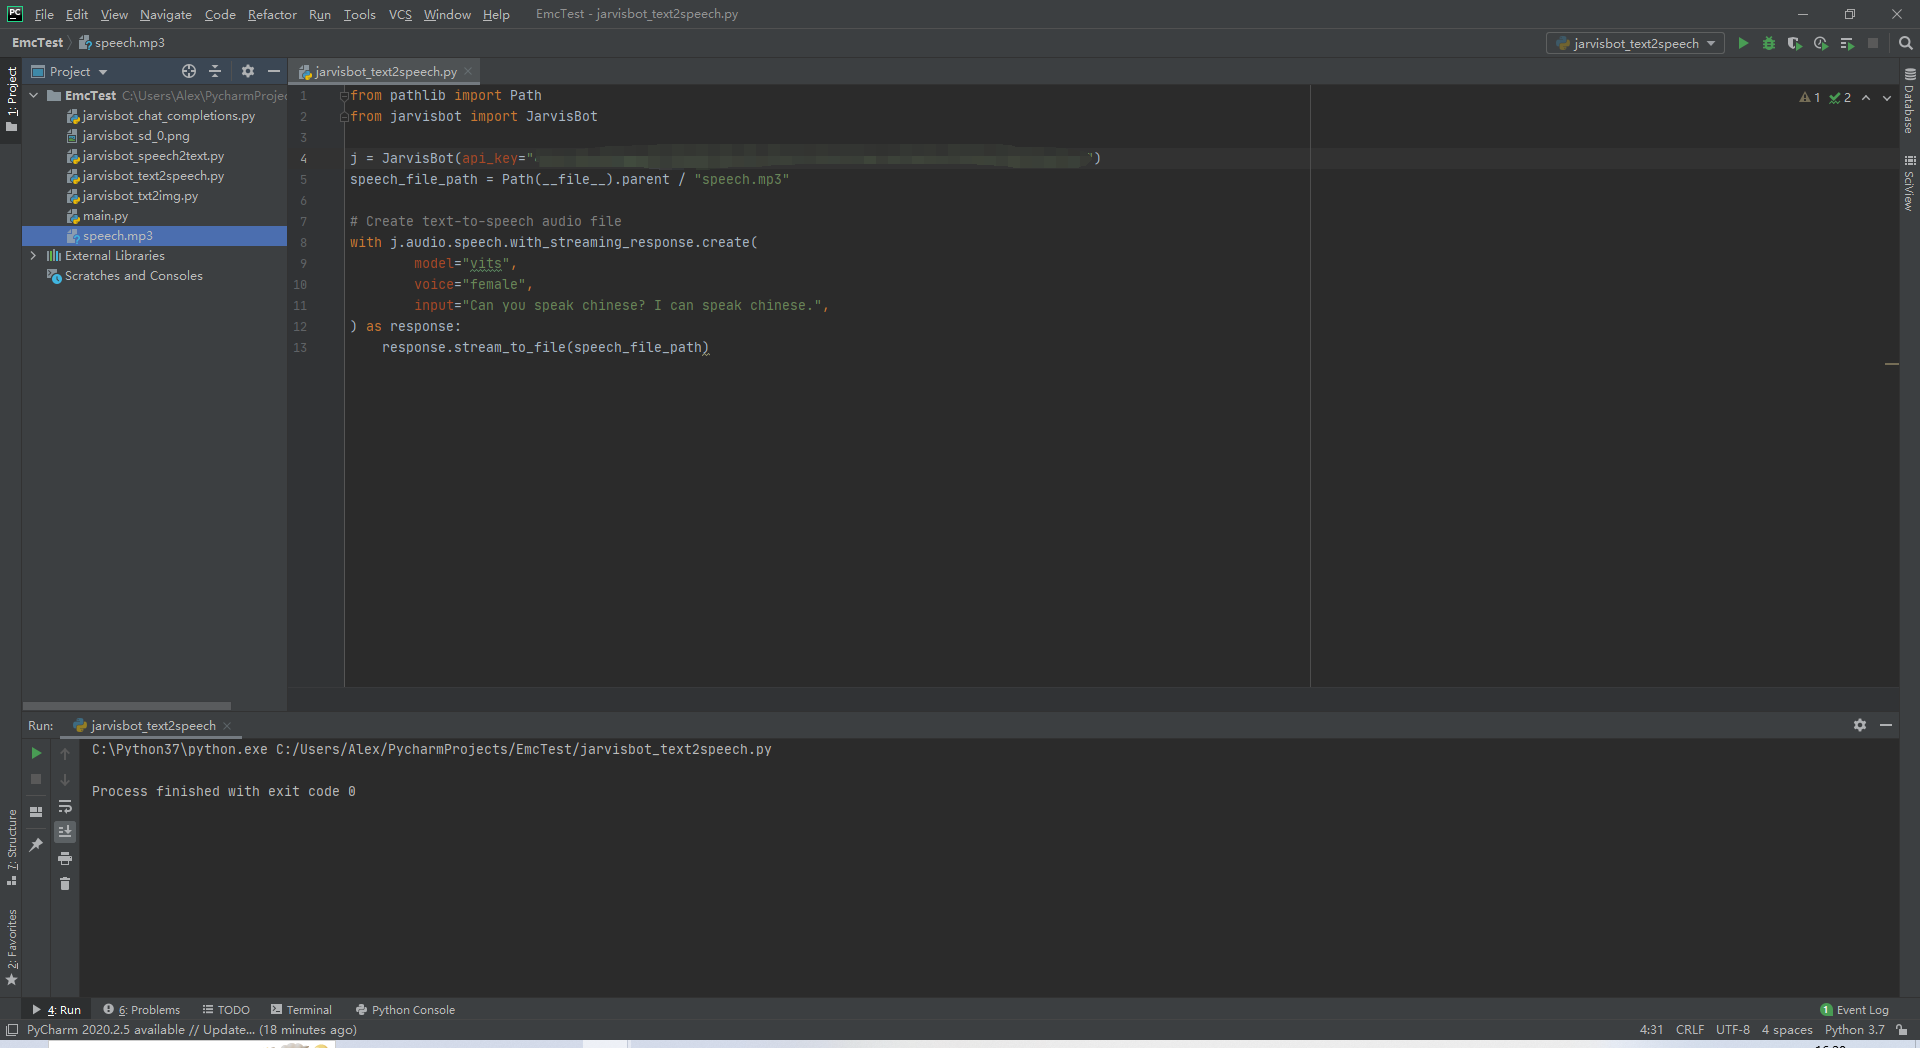 PC File Edit View Navigate Code Refactor Run Tools VCS Window Help EmcTest - jarvisbot_text2speech.py
EmcTest speech.mp3 jarvisbot_text2speech
Project jarvisbot_text2speech.py
1: Project
EmcTest C:\Users\Alex\PycharmProjec
jarvisbot_chat_completions.py
jarvisbot_sd_0.png
jarvisbot_speech2text.py
jarvisbot_text2speech.py
jarvisbot_txt2img.py
main.py
speech.mp3
External Libraries
Scratches and Consoles
1 from pathlib import Path
2 from jarvisbot import JarvisBot
3
4 j = JarvisBot(api_key=" ")
5 speech_file_path = Path(__file__).parent / "speech.mp3"
6
7 # Create text-to-speech audio file
8 with j.audio.speech.with_streaming_response.create(
9 model="vits",
10 voice="female",
11 input="Can you speak chinese? I can speak chinese.",
12 ) as response:
13 response.stream_to_file(speech_file_path)
1 2
Database
SciView
Run: jarvisbot_text2speech
C:\Python37\python.exe C:/Users/Alex/PycharmProjects/EmcTest/jarvisbot_text2speech.py
Process finished with exit code 0
7: Structure
2: Favorites
4: Run 6: Problems TODO Terminal Python Console 1 Event Log
PyCharm 2020.2.5 available // Update... (18 minutes ago) 4:31 CRLF UTF-8 4 spaces Python 3.7